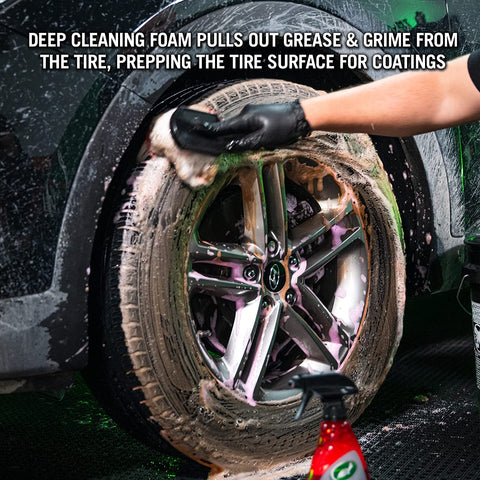 DEEP CLEANING FOAM PULLS OUT GREASE & GRIME FROM
THE TIRE, PREPPING THE TIRE SURFACE FOR COATINGS